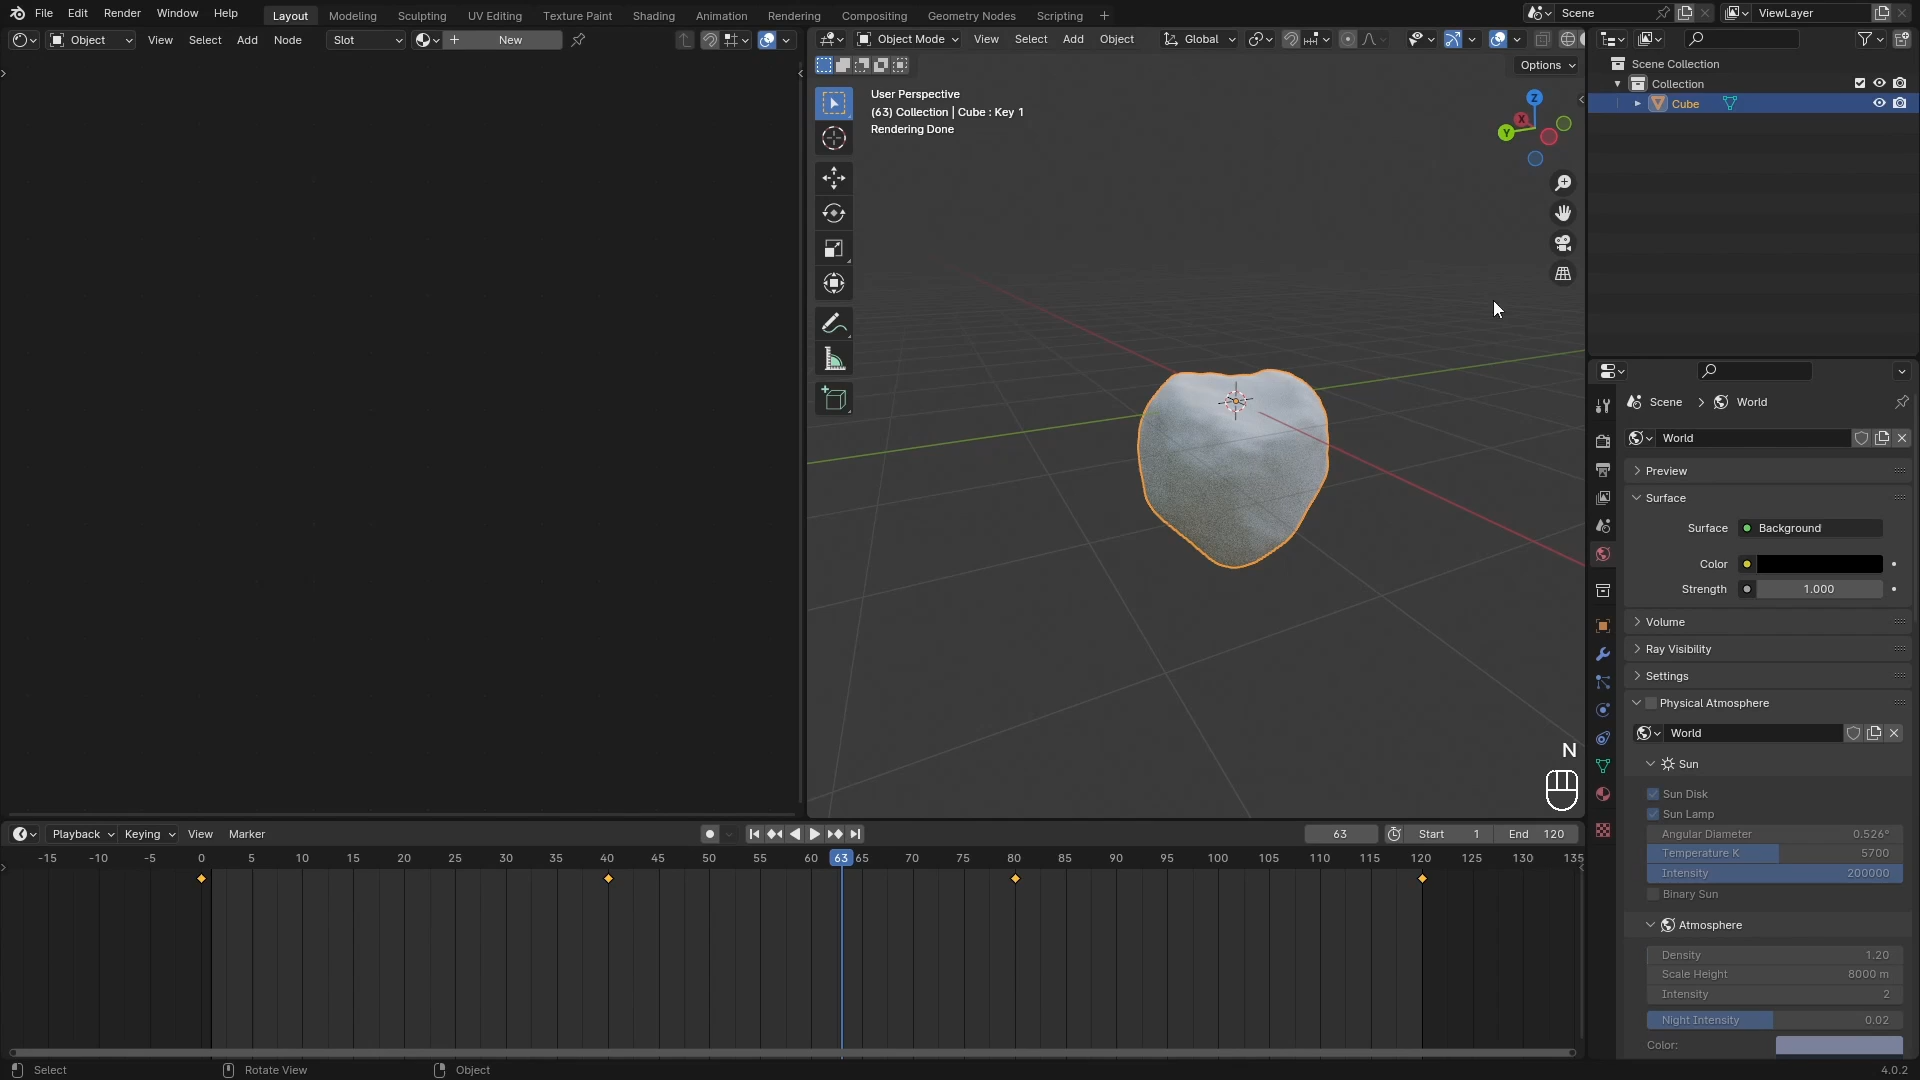 File Edit Render Window Help Layout Modeling Sculpting UV Editing Texture Paint Shading Animation Rendering Compositing Geometry Nodes Scripting + Scene ViewLayer
Object View Select Add Node Slot New
Object Mode View Select Add Object Global
Options
User Perspective
(63) Collection | Cube : Key 1
Rendering Done
Z
X
Y
N
Scene Collection
Collection
Cube
Scene > World
World
Preview
Surface
Surface Background
Color
Strength 1.000
Volume
Ray Visibility
Settings
Physical Atmosphere
World
Sun
Sun Disk
Sun Lamp
Angular Diameter 0.526°
Temperature K 5700
Intensity 200000
Binary Sun
Atmosphere
Density 1.20
Scale Height 8000 m
Intensity 2
Night Intensity 0.02
Color:
Playback Keying View Marker 63 Start 1 End 120
-15 -10 -5 0 5 10 15 20 25 30 35 40 45 50 55 60 63 65 70 75 80 85 90 95 100 105 110 115 120 125 130 135
Select Rotate View Object 4.0.2